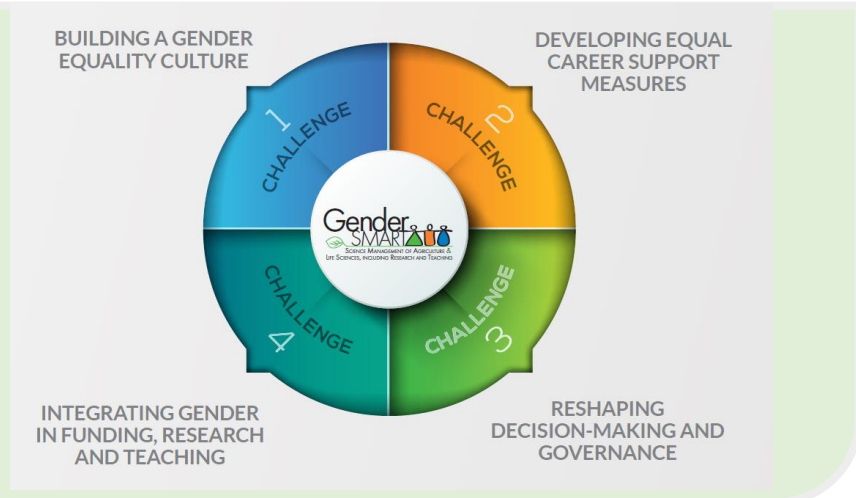 BUILDING A GENDER
EQUALITY CULTURE
DEVELOPING EQUAL
CAREER SUPPORT
MEASURES
1
CHALLENGE
2
CHALLENGE
Gender
SMART
SCIENCE MANAGEMENT OF AGRICULTURE &
LIFE SCIENCES, INCLUDING RESEARCH AND TEACHING
CHALLENGE
4
CHALLENGE
3
INTEGRATING GENDER
IN FUNDING, RESEARCH
AND TEACHING
RESHAPING
DECISION-MAKING AND
GOVERNANCE